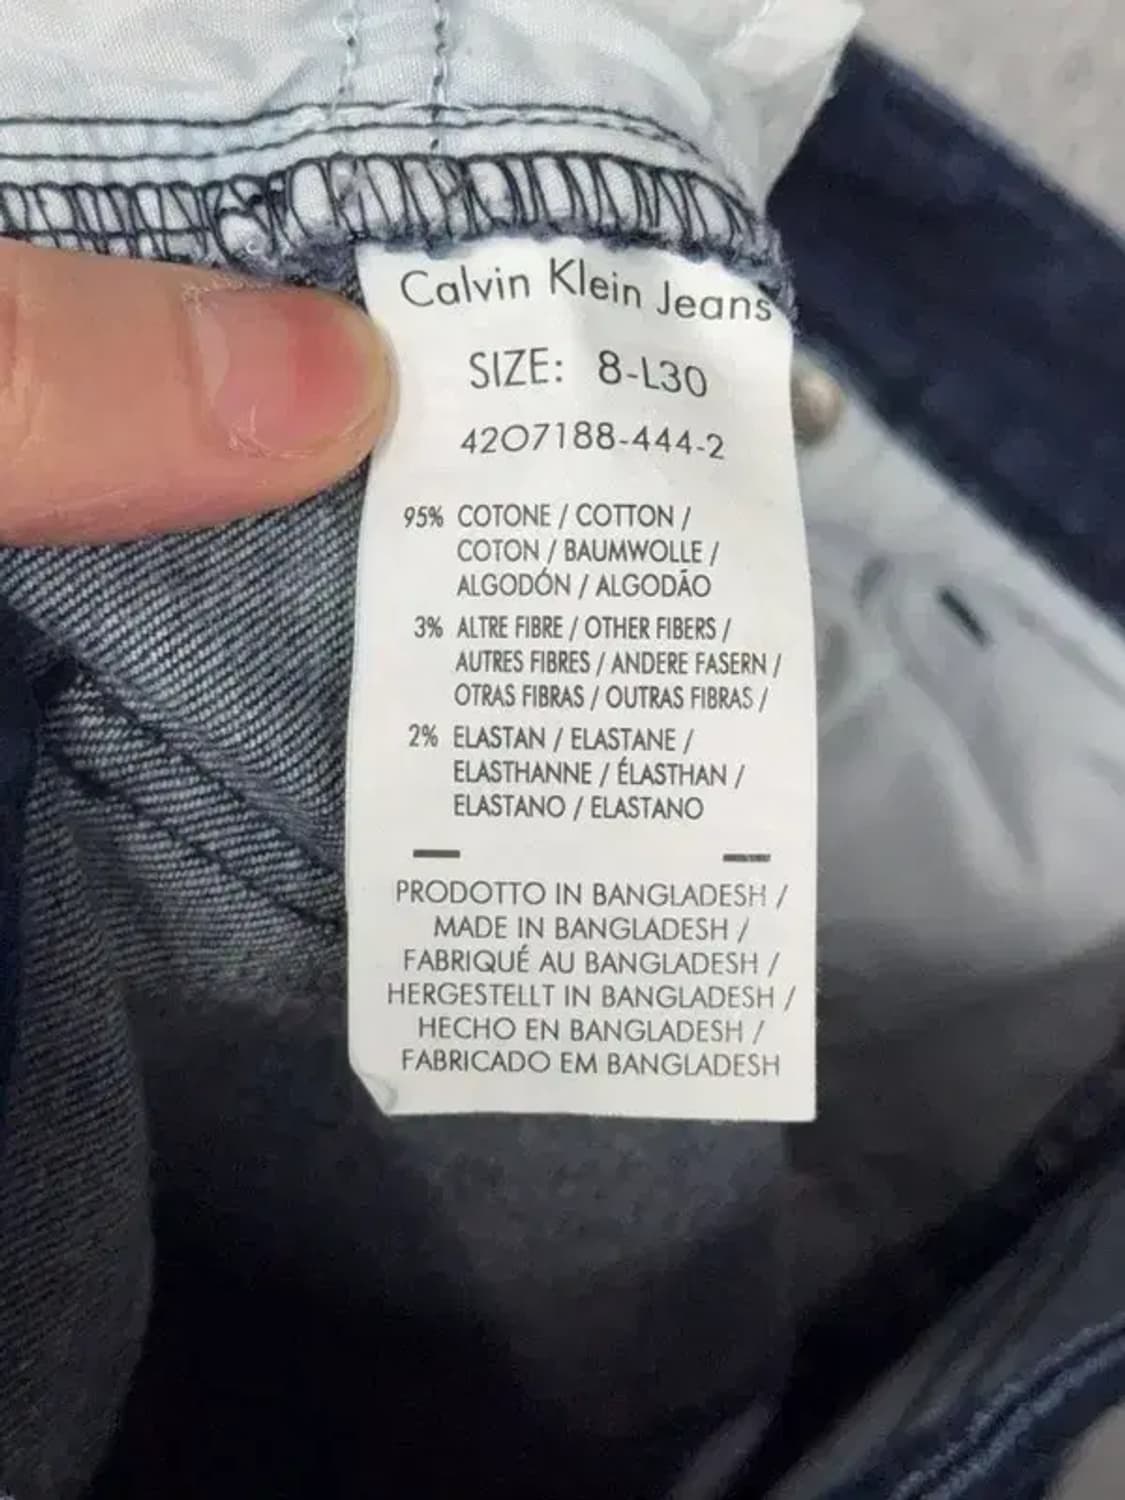 Calvin Klein Jeans
SIZE: 8-L30
4207188-444-2
95% COTONE / COTTON /
COTON / BAUMWOLLE /
ALGODÓN / ALGODÃO
3% ALTRE FIBRE / OTHER FIBERS /
AUTRES FIBRES / ANDERE FASERN /
OTRAS FIBRAS / OUTRAS FIBRAS /
2% ELASTAN / ELASTANE /
ELASTHANNE / ÉLASTHAN /
ELASTANO / ELASTANO
PRODOTTO IN BANGLADESH /
MADE IN BANGLADESH /
FABRIQUÉ AU BANGLADESH /
HERGESTELLT IN BANGLADESH /
HECHO EN BANGLADESH /
FABRICADO EM BANGLADESH